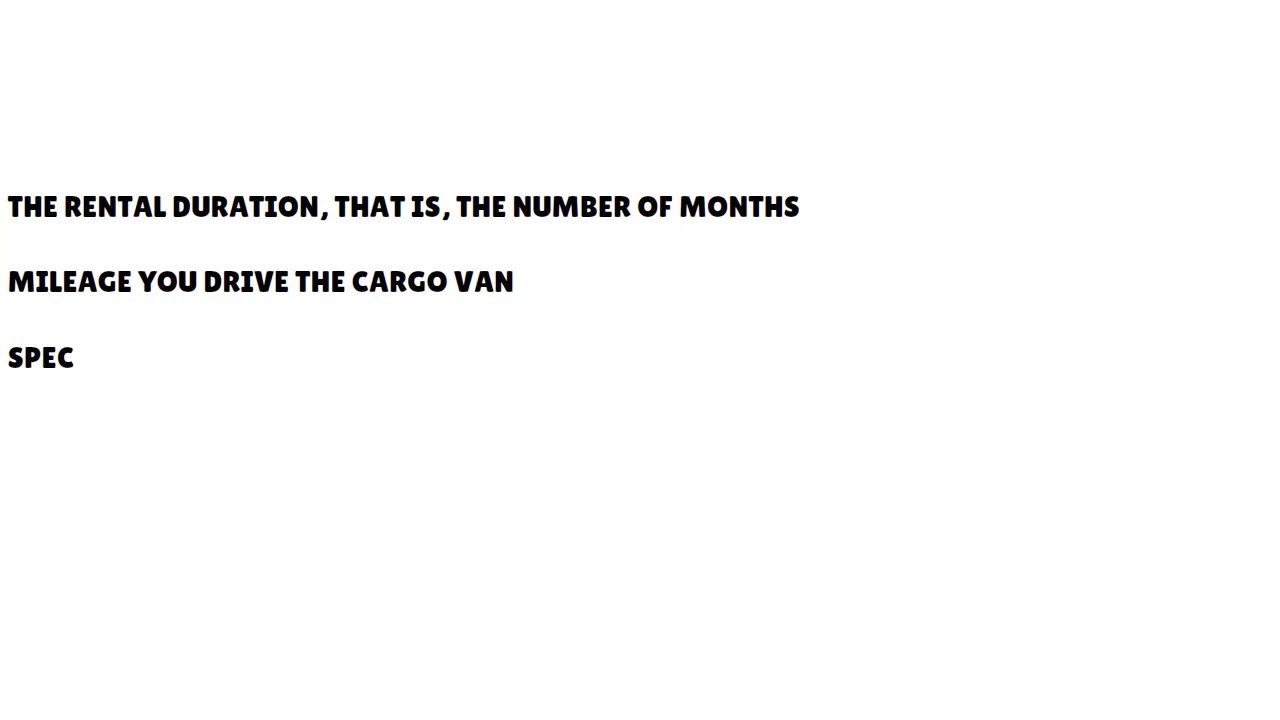 THE RENTAL DURATION, THAT IS, THE NUMBER OF MONTHS
MILEAGE YOU DRIVE THE CARGO VAN
SPEC